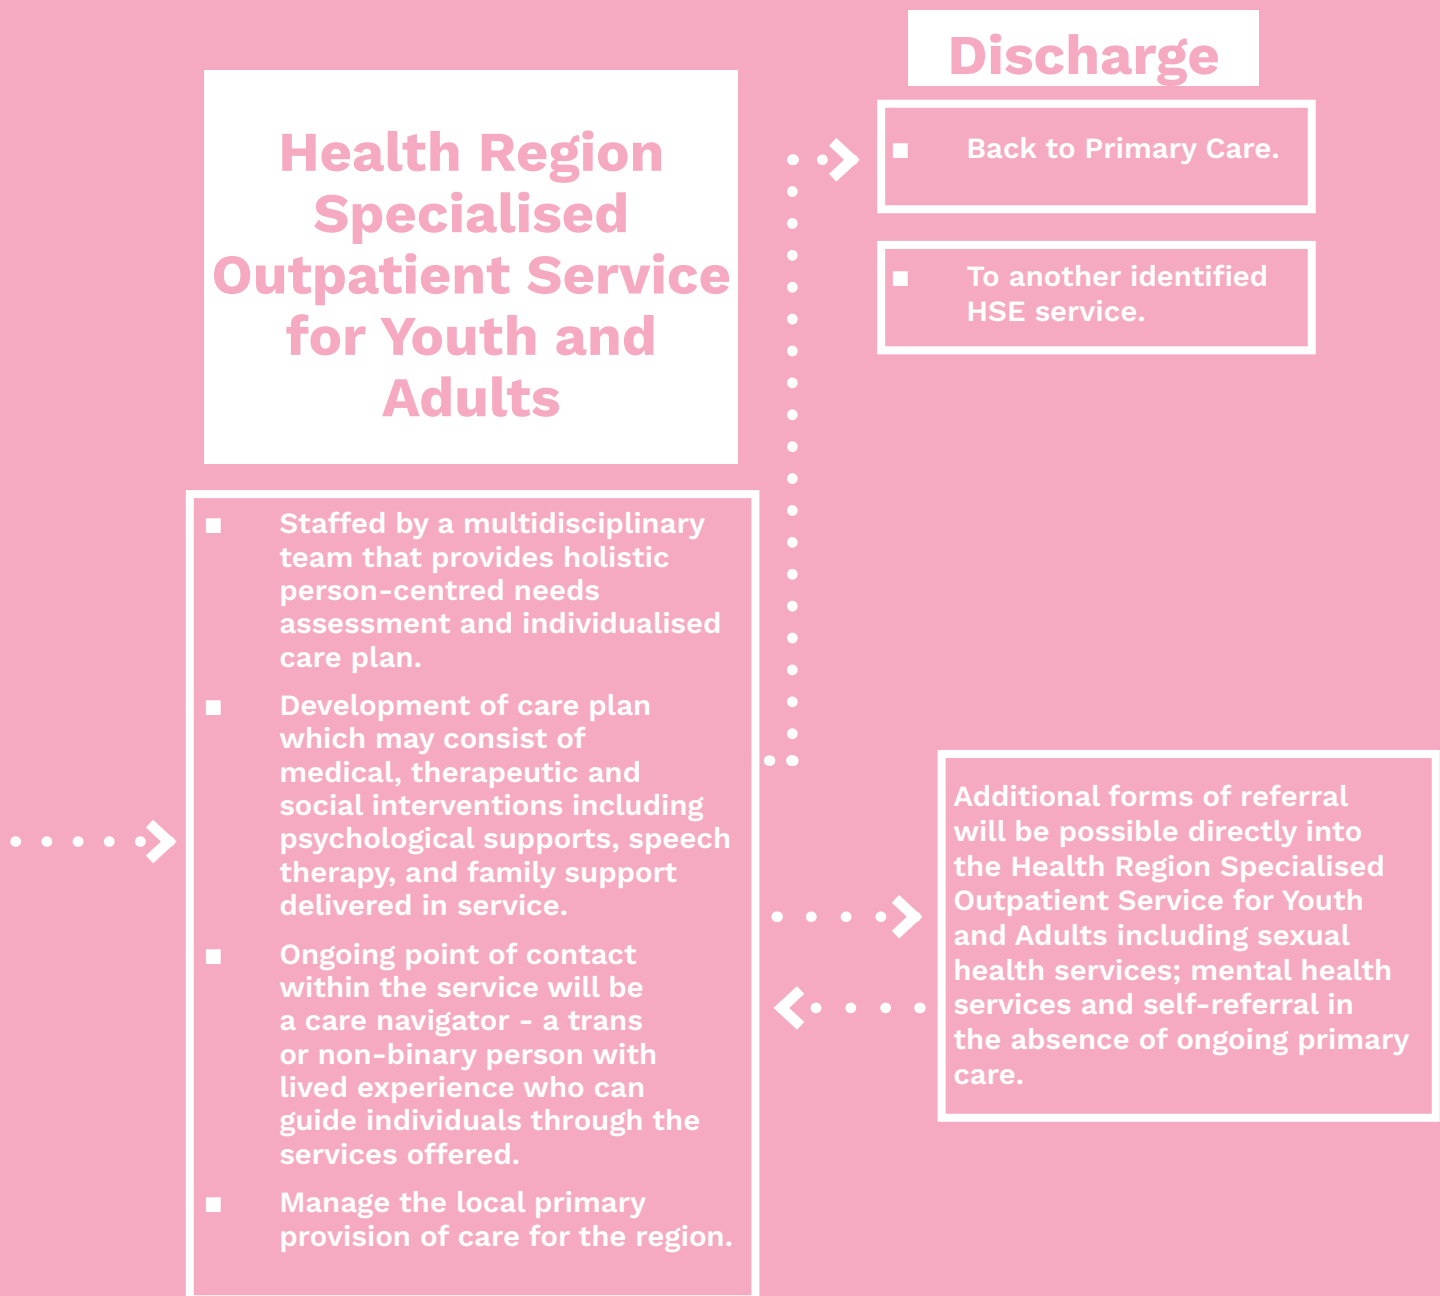 Health Region
Specialised
Outpatient Service
for Youth and
Adults
▪ Staffed by a multidisciplinary
team that provides holistic
person-centred needs
assessment and individualised
care plan.
▪ Development of care plan
which may consist of
medical, therapeutic and
social interventions including
psychological supports, speech
therapy, and family support
delivered in service.
▪ Ongoing point of contact
within the service will be
a care navigator - a trans
or non-binary person with
lived experience who can
guide individuals through the
services offered.
▪ Manage the local primary
provision of care for the region.
Discharge
▪ Back to Primary Care.
▪ To another identified
HSE service.
Additional forms of referral
will be possible directly into
the Health Region Specialised
Outpatient Service for Youth
and Adults including sexual
health services; mental health
services and self-referral in
the absence of ongoing primary
care.